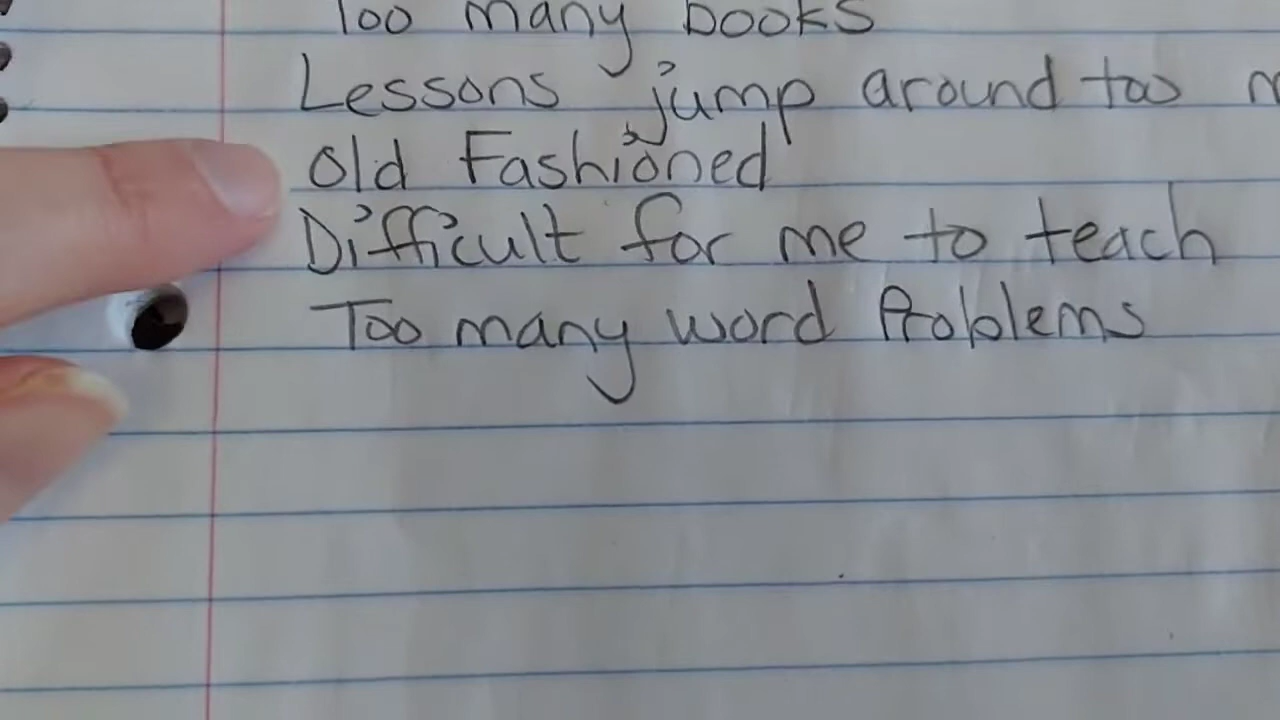 Too many books
Lessons jump around too
Old Fashioned
Difficult for me to teach
Too many word Problems